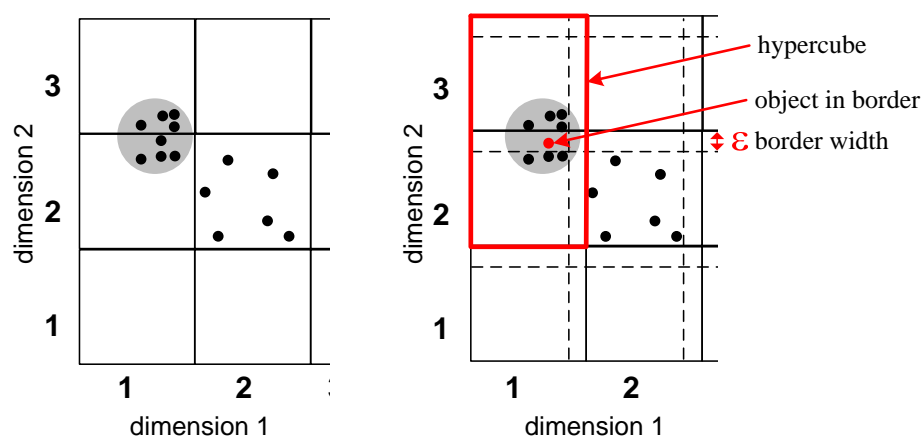 3
2
1
dimension 2
1
2
dimension 1
3
2
1
dimension 2
1
2
dimension 1
hypercube
object in border
ε border width